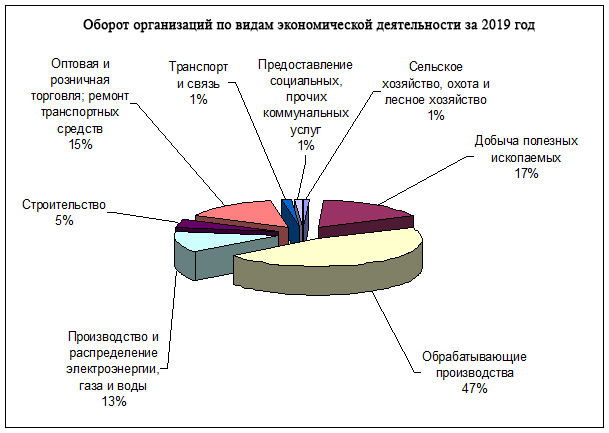 Оборот организаций по видам экономической деятельности за 2019 год
Оптовая и
розничная
торговля; ремонт
транспортных
средств
15%
Транспорт
и связь
1%
Предоставление
социальных,
прочих
коммунальных
услуг
1%
Сельское
хозяйство, охота и
лесное хозяйство
1%
Добыча полезных
ископаемых
17%
Строительство
5%
Производство и
распределение
электроэнергии,
газа и воды
13%
Обрабатывающие
производства
47%